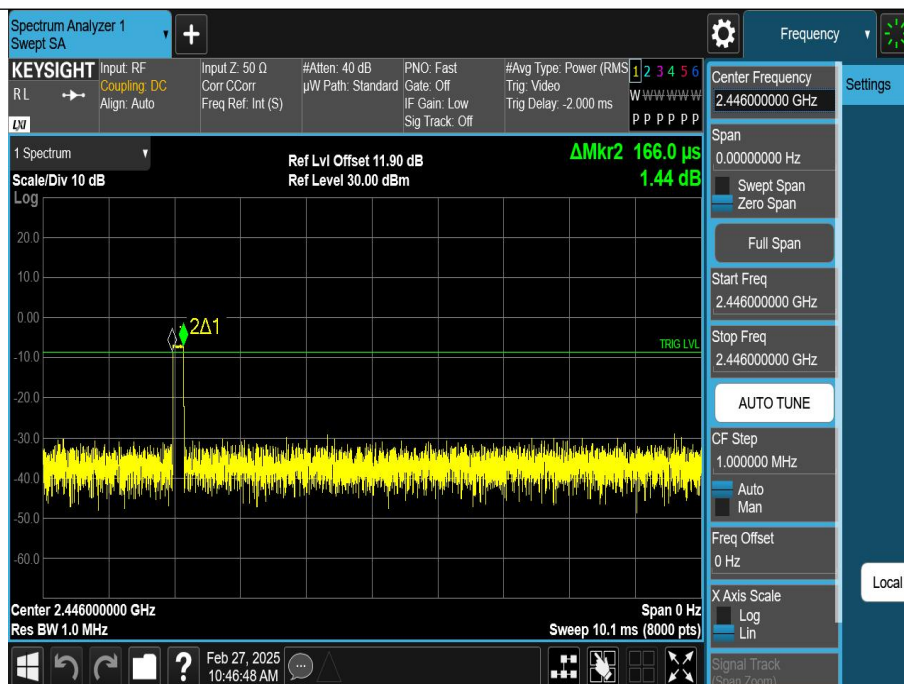 Spectrum Analyzer 1
Swept SA
+
Frequency
KEYSIGHT
R L
LXI
Input: RF
Coupling: DC
Align: Auto
Input Z: 50 Ω
Corr CCorr
Freq Ref: Int (S)
#Atten: 40 dB
µW Path: Standard
PNO: Fast
Gate: Off
IF Gain: Low
Sig Track: Off
#Avg Type: Power (RMS
Trig: Video
Trig Delay: -2.000 ms
1 2 3 4 5 6
W W W W W W
P P P P P P
1 Spectrum
Scale/Div 10 dB
Log
Ref Lvl Offset 11.90 dB
Ref Level 30.00 dBm
ΔMkr2 166.0 µs
1.44 dB
20.0
10.0
0.00
-10.0
-20.0
-30.0
-40.0
-50.0
-60.0
2Δ1
TRIG LVL
Center 2.446000000 GHz
Res BW 1.0 MHz
Span 0 Hz
Sweep 10.1 ms (8000 pts)
Center Frequency
2.446000000 GHz
Span
0.00000000 Hz
Swept Span
Zero Span
Full Span
Start Freq
2.446000000 GHz
Stop Freq
2.446000000 GHz
AUTO TUNE
CF Step
1.000000 MHz
Auto
Man
Freq Offset
0 Hz
X Axis Scale
Log
Lin
Signal Track
(Span Zoom)
Settings
Local
?
Feb 27, 2025
10:46:48 AM